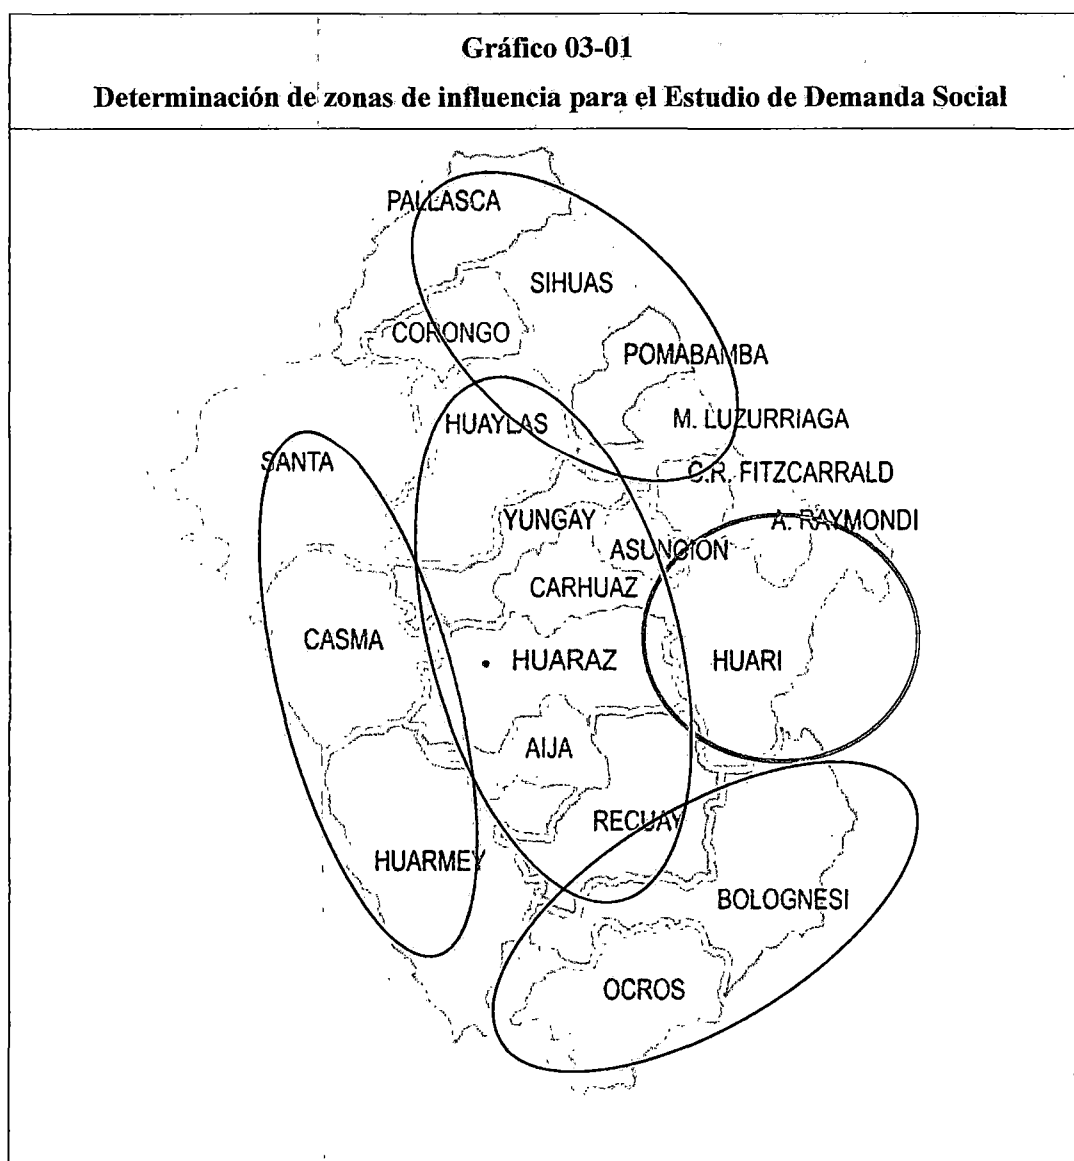 Gráfico 03-01
Determinación de zonas de influencia para el Estudio de Demanda Social
PALLASCA
SIHUAS
CORONGO
POMABAMBA
HUAYLAS
M. LUZURRIAGA
SANTA
C.R. FITZCARRALD
YUNGAY
A. RAYMONDI
ASUNCION
CARHUAZ
CASMA
HUARAZ
HUARI
AIJA
RECUAY
HUARMEY
BOLOGNESI
OCROS